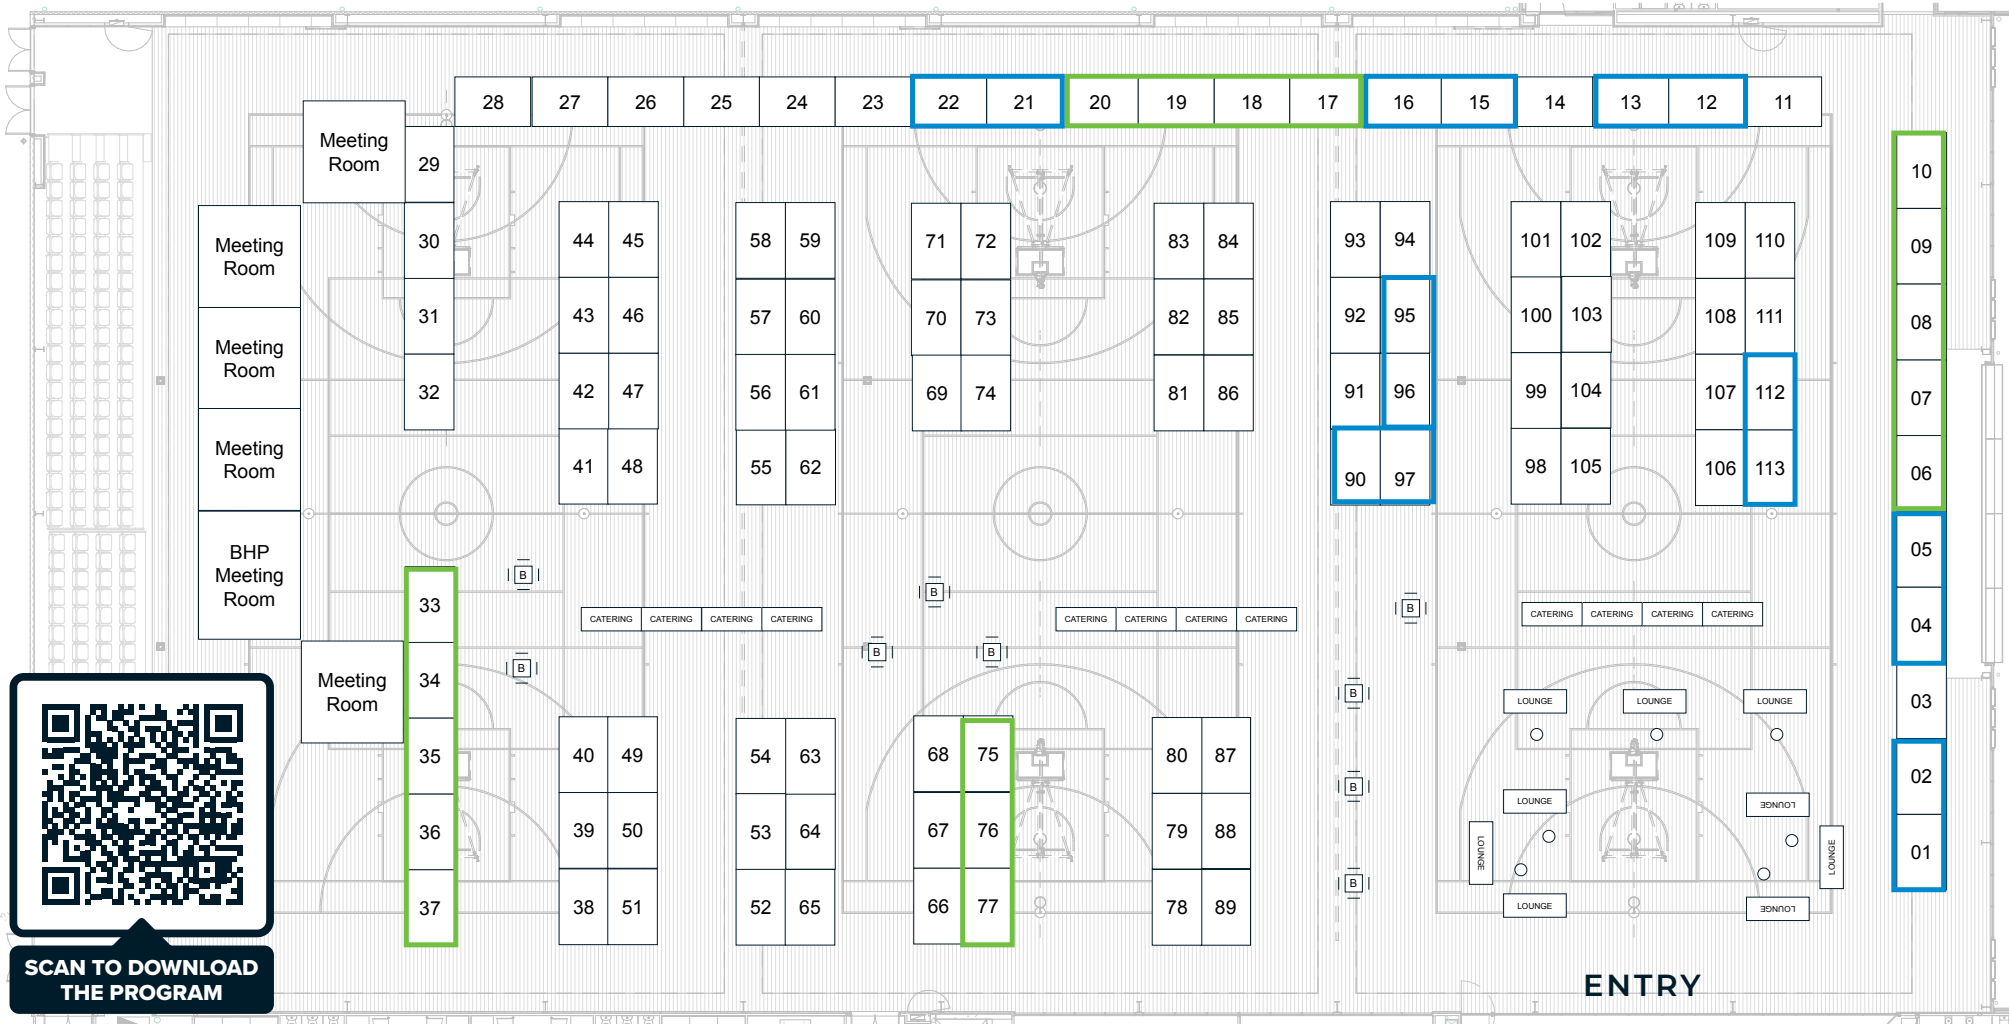 28 27 26 25 24 23 22 21 20 19 18 17 16 15 14 13 12 11
Meeting
Room
29
10
Meeting
Room
30 44 45 58 59 71 72 83 84 93 94 101 102 109 110
09
31 43 46 57 60 70 73 82 85 92 95 100 103 108 111
08
Meeting
Room
32 42 47 56 61 69 74 81 86 91 96 99 104 107 112
07
Meeting
Room
41 48 55 62 90 97 98 105 106 113
06
BHP
Meeting
Room
05
B
B
33
B
CATERING CATERING CATERING CATERING
CATERING CATERING CATERING CATERING
CATERING CATERING CATERING CATERING
04
B
B
B
Meeting
Room
34
B
LOUNGE LOUNGE LOUNGE
03
35 40 49 54 63 68 75 80 87
02
B
LOUNGE
LOUNGE
36 39 50 53 64 67 76 79 88
LOUNGE
LOUNGE
01
B
37 38 51 52 65 66 77 78 89
LOUNGE
LOUNGE
SCAN TO DOWNLOAD
THE PROGRAM
ENTRY